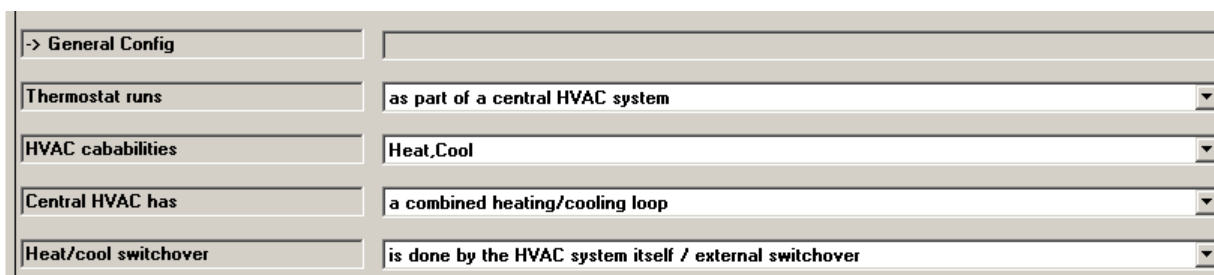 -> General Config
Thermostat runs as part of a central HVAC system
HVAC cababilities Heat,Cool
Central HVAC has a combined heating/cooling loop
Heat/cool switchover is done by the HVAC system itself / external switchover